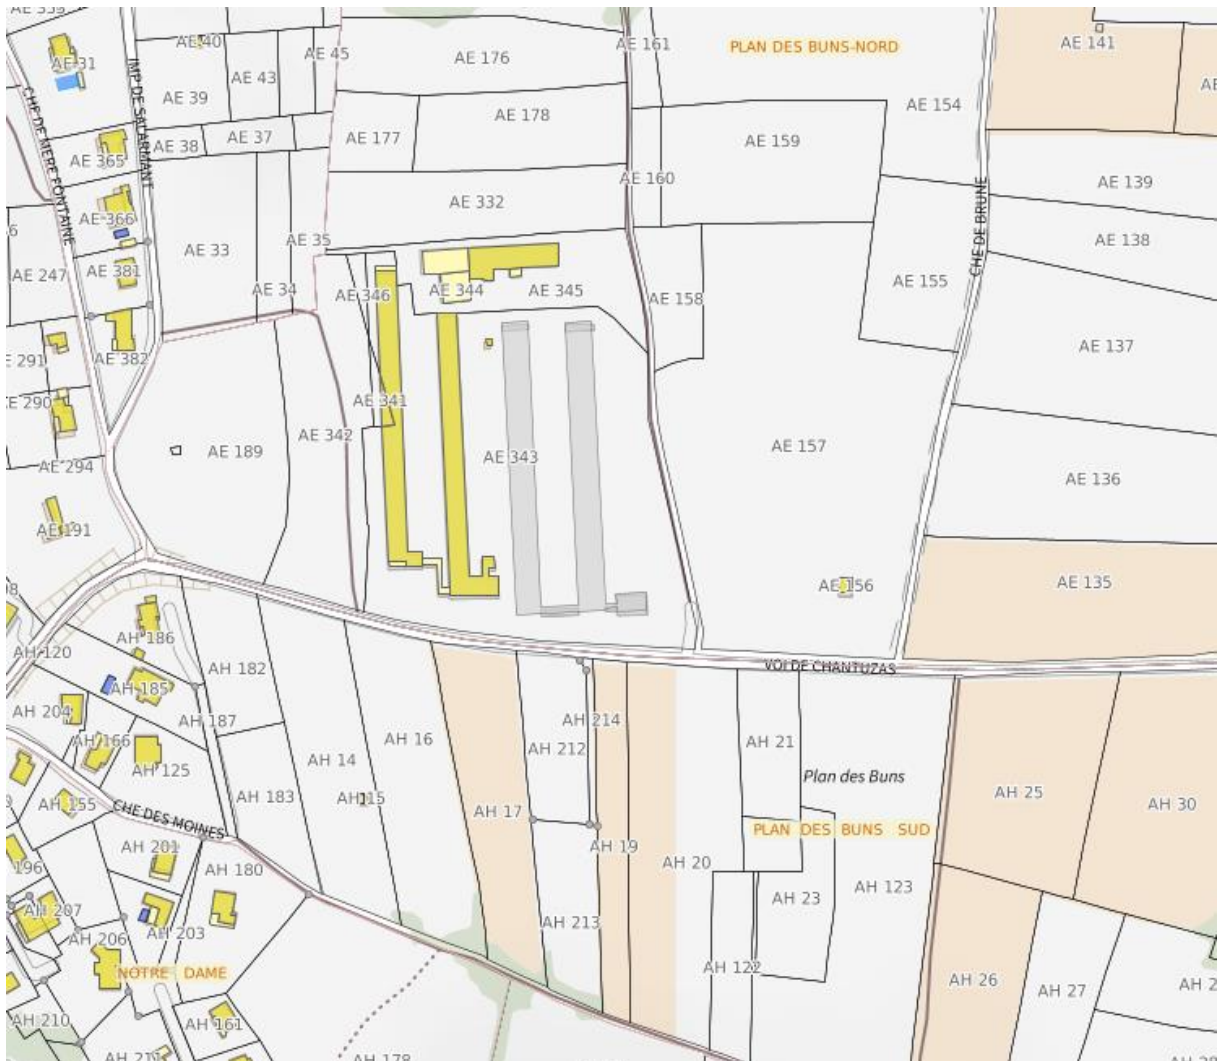 AE 40
AE 161
AE 45
PLAN DES BUNS-NORD
AE 141
AE 31
AE 176
AE 43
AE 39
AE 154
AE 178
AE 37
AE 177
AE 159
AE 38
AE 365
IMP DE SALARMANT
CHE DE MERE FONTAINE
AE 160
AE 139
AE 332
AE 366
AE 33
AE 35
AE 138
CHE DE BRUNE
AE 247
AE 381
AE 34
AE 346
AE 344
AE 345
AE 158
AE 155
AE 382
AE 137
AE 341
AE 342
AE 189
AE 343
AE 157
AE 294
AE 136
AE 191
AE 156
AE 135
AH 186
AH 120
AH 182
VOI DE CHANTUZAS
AH 185
AH 204
AH 187
AH 214
AH 166
AH 16
AH 212
AH 21
AH 125
AH 14
Plan des Buns
AH 183
AH 15
AH 25
AH 155
AH 17
AH 30
CHE DES MOINES
PLAN DES BUNS SUD
AH 201
AH 19
AH 180
AH 20
AH 123
AH 23
AH 207
AH 203
AH 213
AH 206
AH 122
NOTRE DAME
AH 26
AH 27
AH 210
AH 161
AH 178